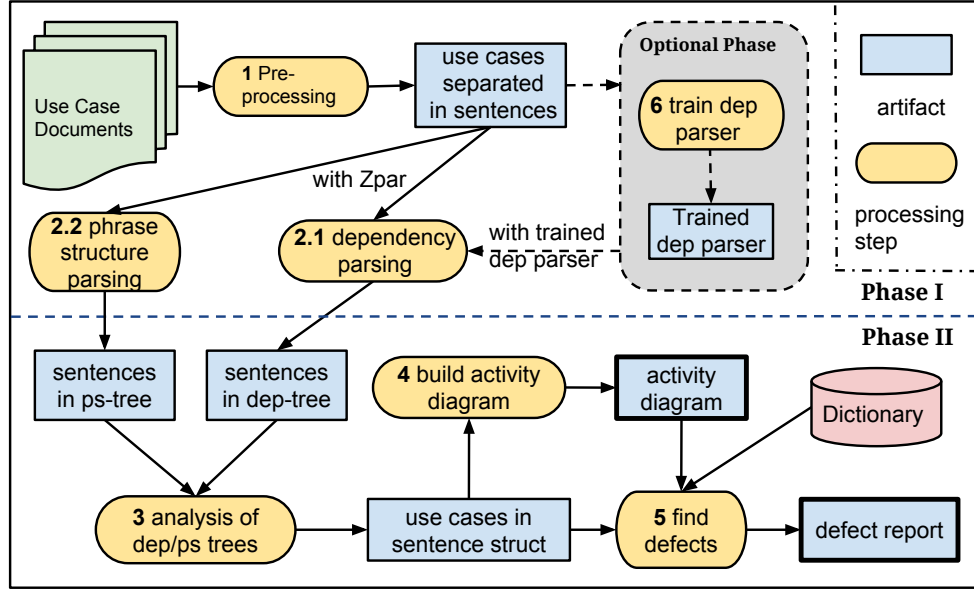 Use Case
Documents
1 Pre-
processing
use cases
separated
in sentences
Optional Phase
6 train dep
parser
Trained
dep parser
artifact
processing
step
with Zpar
2.2 phrase
structure
parsing
2.1 dependency
parsing
with trained
dep parser
Phase I
Phase II
sentences
in ps-tree
sentences
in dep-tree
4 build activity
diagram
activity
diagram
Dictionary
3 analysis of
dep/ps trees
use cases in
sentence struct
5 find
defects
defect report